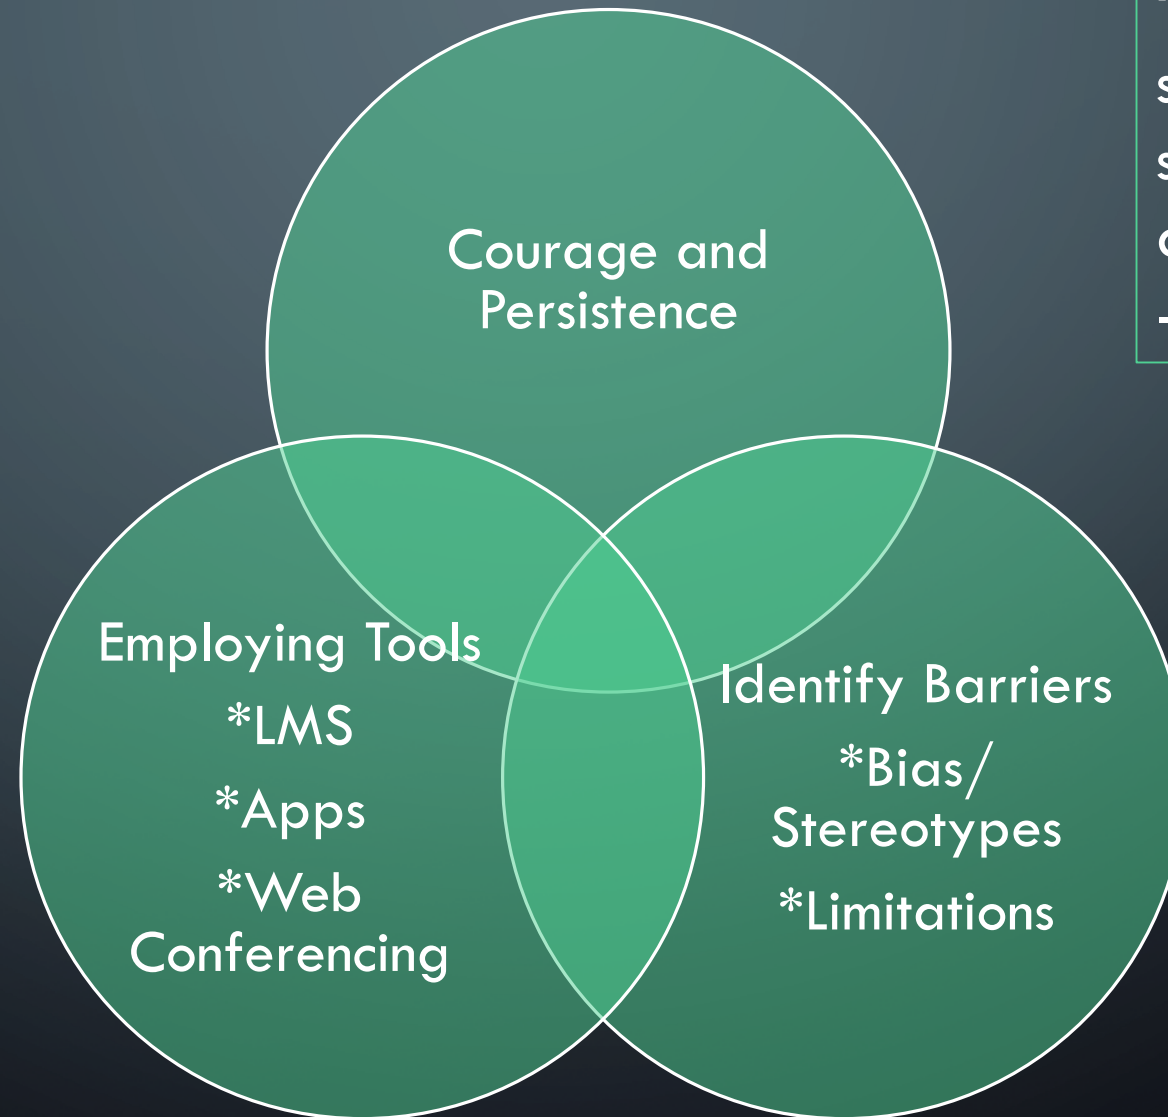 Courage and
Persistence
Employing Tools
*LMS
*Apps
*Web
Conferencing
Identify Barriers
*Bias/
Stereotypes
*Limitations